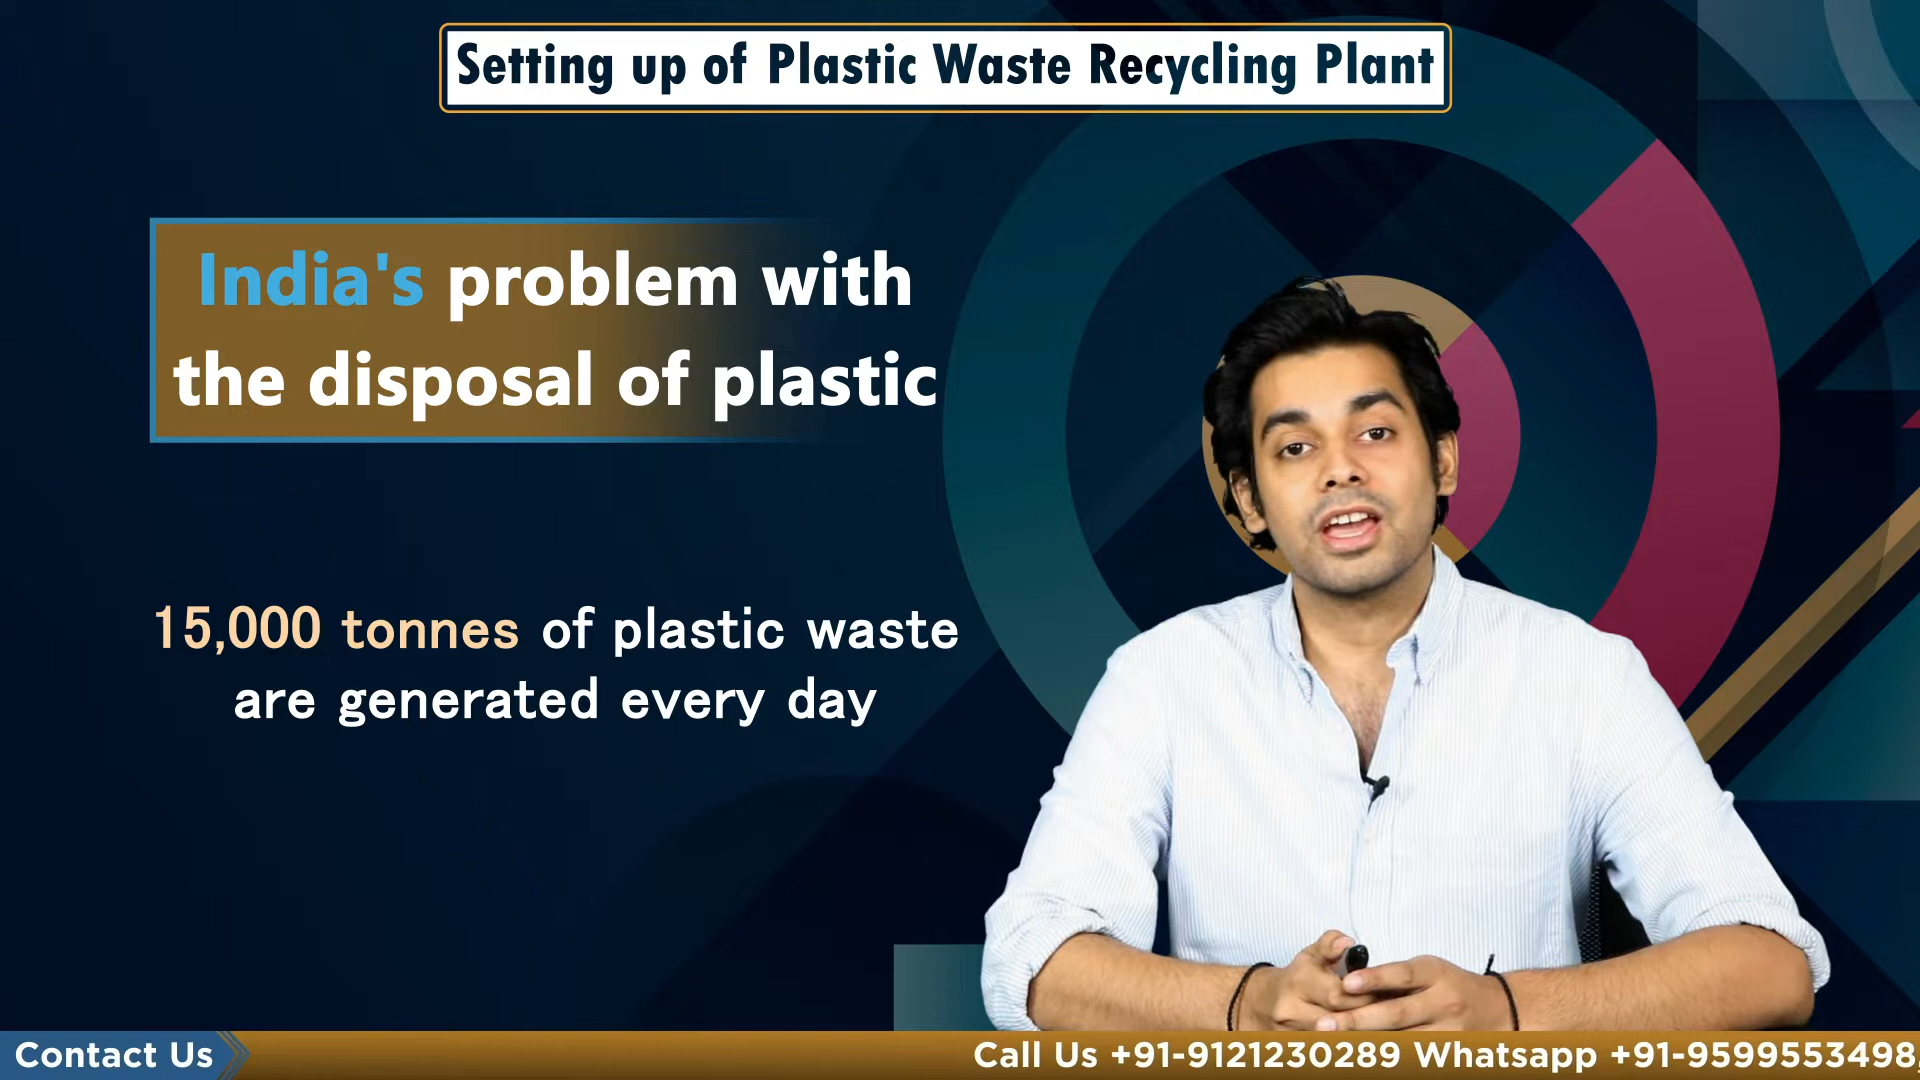 Setting up of Plastic Waste Recycling Plant
India's problem with
the disposal of plastic
15,000 tonnes of plastic waste
are generated every day
Contact Us
Call Us +91-9121230289 Whatsapp +91-9599553498,